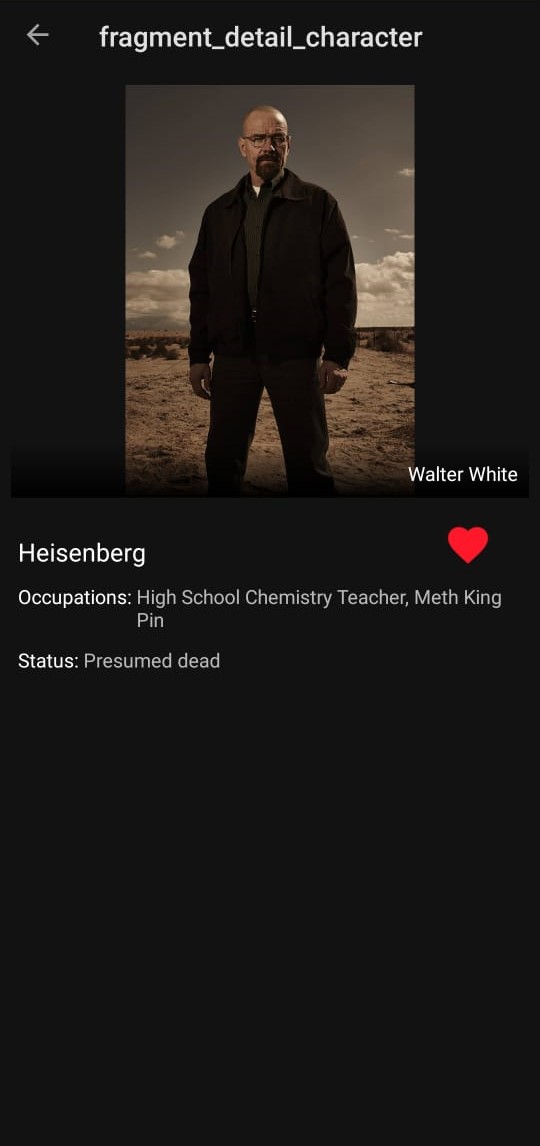 fragment_detail_character
Walter White
Heisenberg
Occupations: High School Chemistry Teacher, Meth King
Pin
Status: Presumed dead